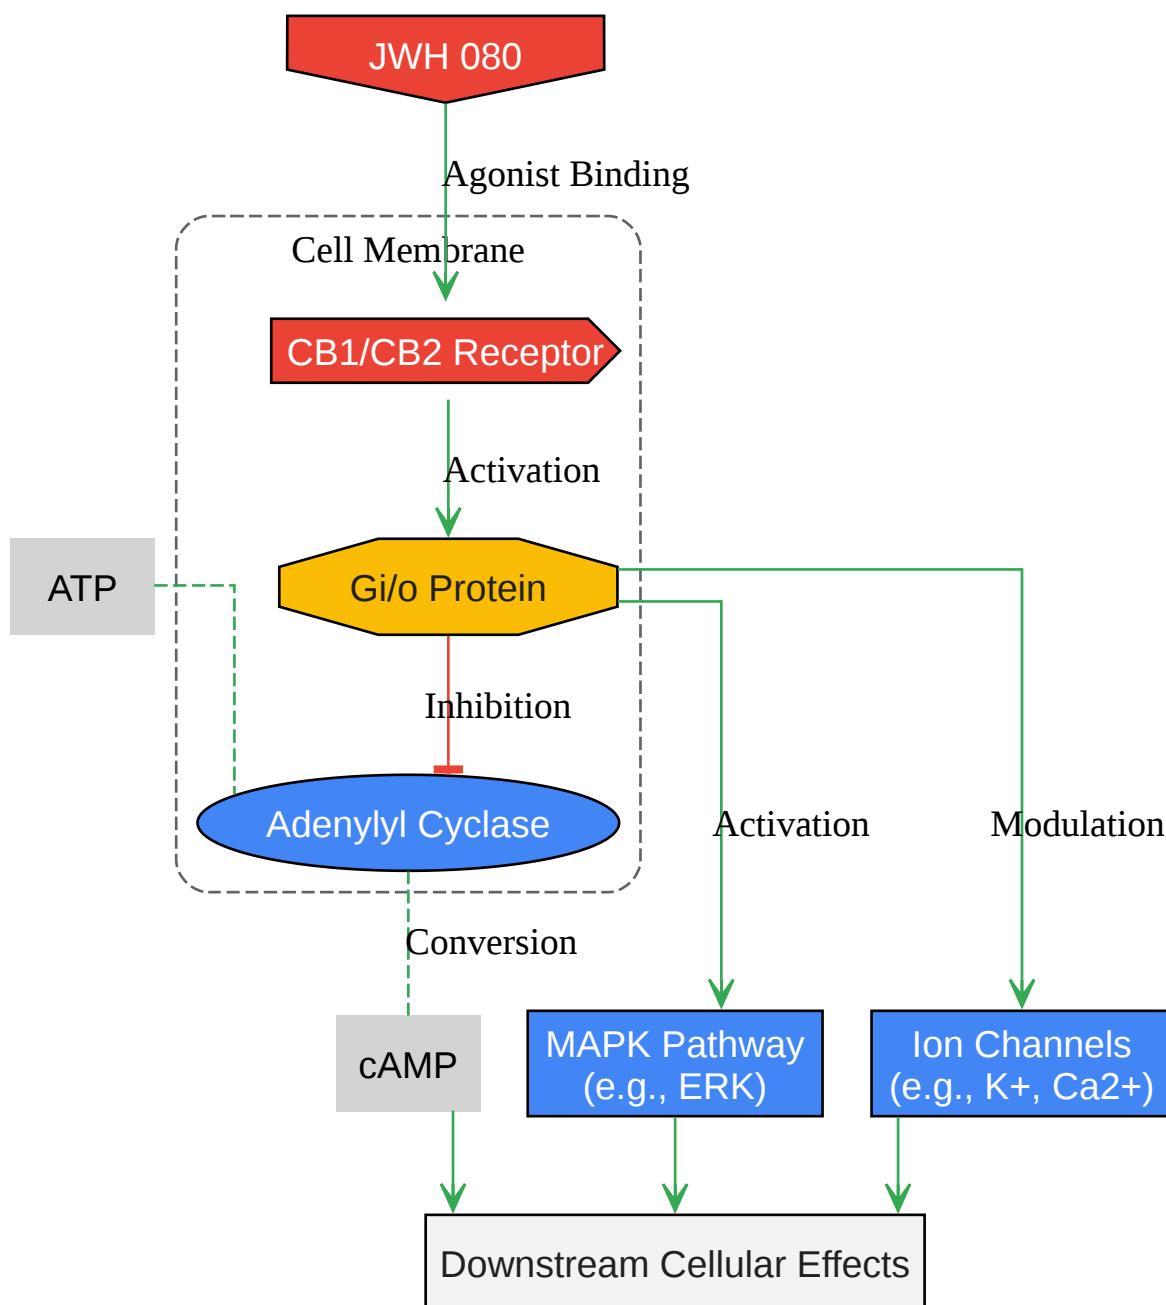 JWH 080
Agonist Binding
Cell Membrane
CB1/CB2 Receptor
Activation
ATP
Gi/o Protein
Inhibition
Adenylyl Cyclase
Activation
Modulation
Conversion
cAMP
MAPK Pathway
(e.g., ERK)
Ion Channels
(e.g., K+, Ca2+)
Downstream Cellular Effects